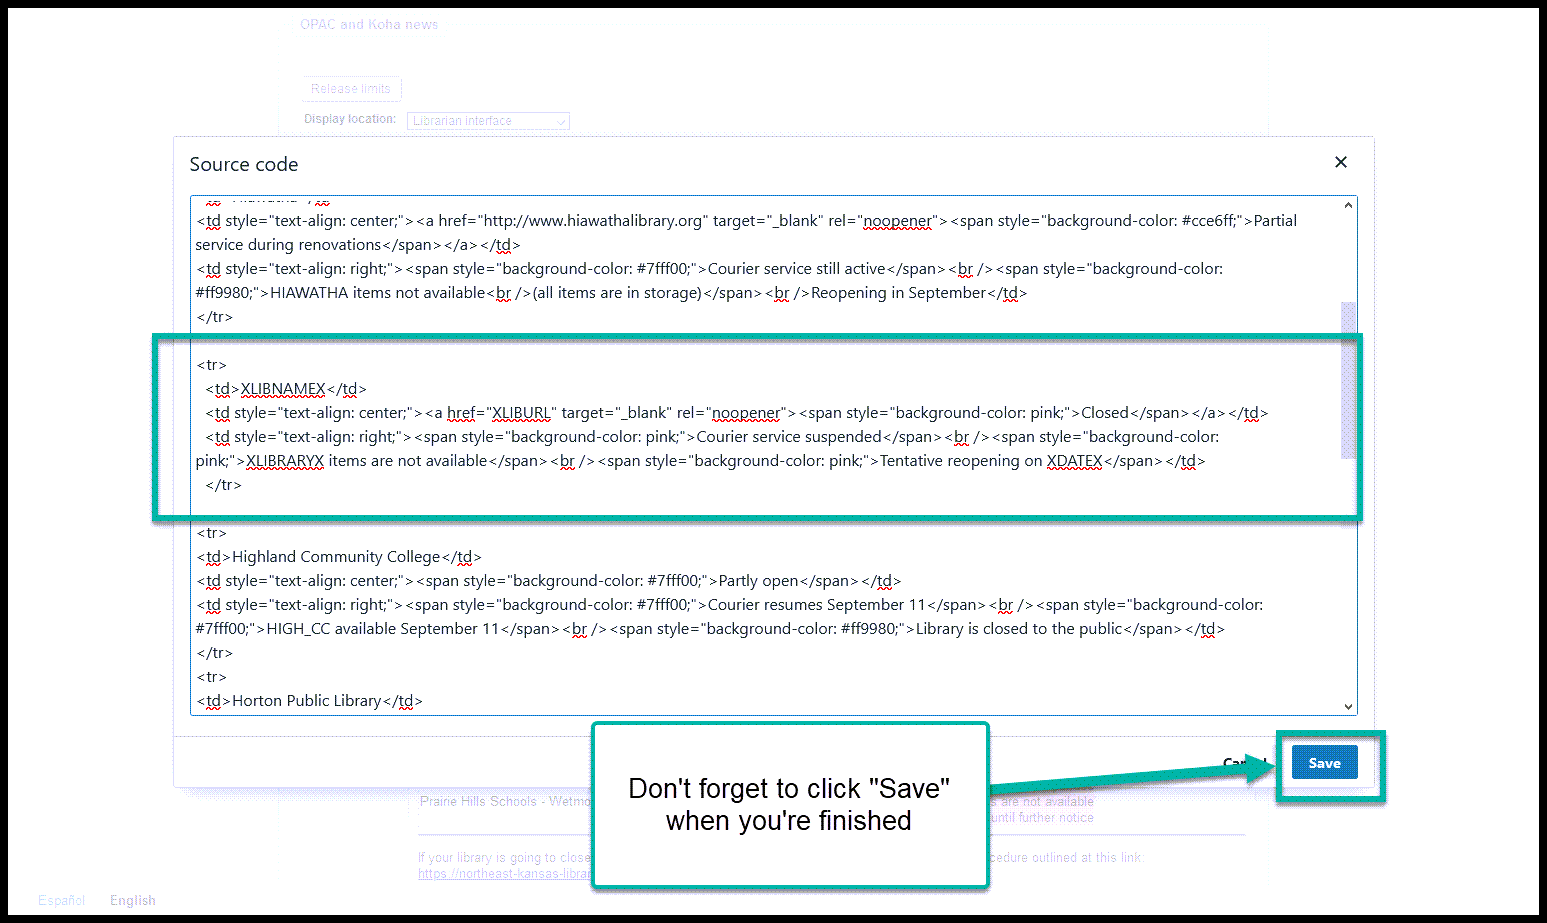 OPAC and Koha news
Release limits
Display location:
Librarian interface
Source code
<td style="text-align: center;"><a href="http://www.hiawathalibrary.org" target="_blank" rel="noopener"><span style="background-color: #cce6ff;">Partial
service during renovations</span></a></td>
<td style="text-align: right;"><span style="background-color: #7fff00;">Courier service still active</span><br /><span style="background-color:
#ff9980;">HIAWATHA items not available<br />(all items are in storage)</span><br />Reopening in September</td>
</tr>
<tr>
<td>XLIBNAMEX</td>
<td style="text-align: center;"><a href="XLIBURL" target="_blank" rel="noopener"><span style="background-color: pink;">Closed</span></a></td>
<td style="text-align: right;"><span style="background-color: pink;">Courier service suspended</span><br /><span style="background-color:
pink;">XLIBRARYX items are not available</span><br /><span style="background-color: pink;">Tentative reopening on XDATEX</span></td>
</tr>
<tr>
<td>Highland Community College</td>
<td style="text-align: center;"><span style="background-color: #7fff00;">Partly open</span></td>
<td style="text-align: right;"><span style="background-color: #7fff00;">Courier resumes September 11</span><br /><span style="background-color:
#7fff00;">HIGH_CC available September 11</span><br /><span style="background-color: #ff9980;">Library is closed to the public</span></td>
</tr>
<tr>
<td>Horton Public Library</td>
Save
Don't forget to click "Save"
when you're finished
Prairie Hills Schools - Wetmo
s are not available
until further notice
If your library is going to close
cedure outlined at this link:
https://northeast-kansas-librar
Español English